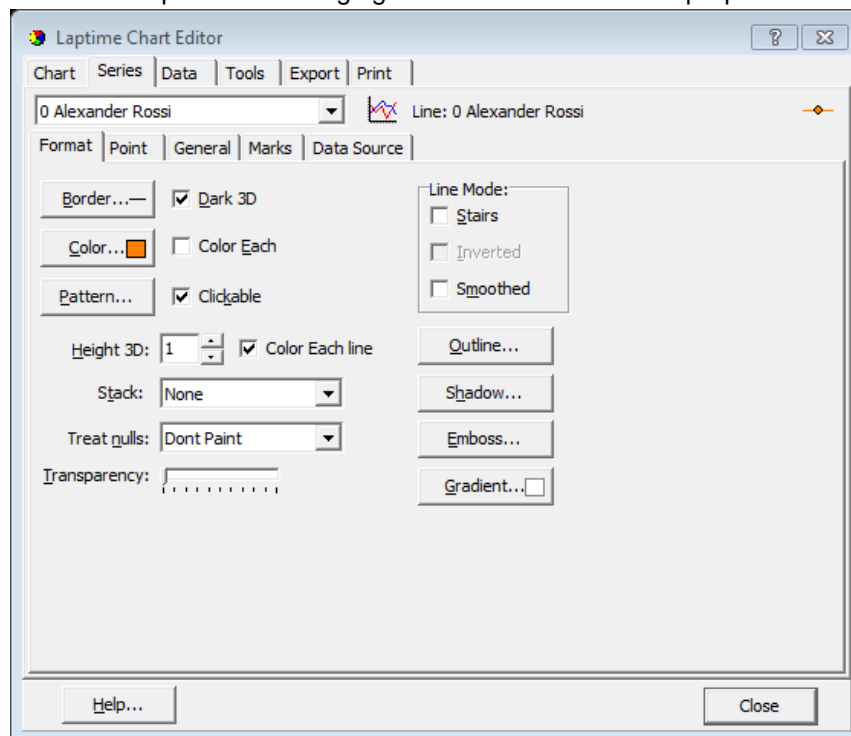 Laptime Chart Editor
Chart Series Data Tools Export Print
0 Alexander Rossi Line: 0 Alexander Rossi
Format Point General Marks Data Source
Border... Dark 3D Line Mode:
Stairs
Color... Color Each Inverted
Pattern... Clickable Smoothed
Height 3D: 1 Color Each line Outline...
Stack: None Shadow...
Treat nulls: Dont Paint Emboss...
Transparency: Gradient...
Help... Close